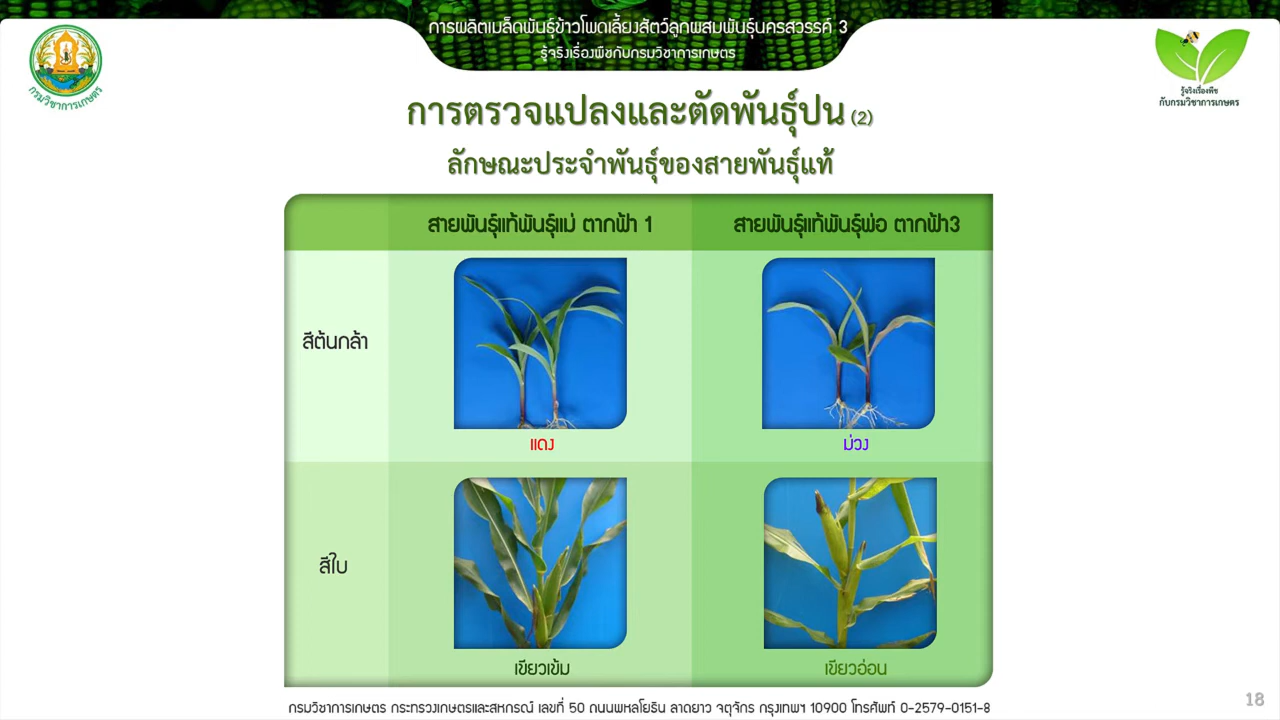 การผลิตเมล็ดพันธุ์ข้าวโพดเลี้ยงสัตว์ลูกผสมพันธุ์นครสวรรค์ 3
รู้จริงเรื่องพืชกับกรมวิชาการเกษตร
กรมวิชาการเกษตร
รู้จริงเรื่องพืช
กับกรมวิชาการเกษตร
การตรวจแปลงและตัดพันธุ์ปน (2)
ลักษณะประจำพันธุ์ของสายพันธุ์แท้
สายพันธุ์แท้พันธุ์แม่ ตากฟ้า 1
สายพันธุ์แท้พันธุ์พ่อ ตากฟ้า3
สีต้นกล้า
แดง
ม่วง
สีใบ
เขียวเข้ม
เขียวอ่อน
กรมวิชาการเกษตร กระทรวงเกษตรและสหกรณ์ เลขที่ 50 ถนนพหลโยธิน ลาดยาว จตุจักร กรุงเทพฯ 10900 โทรศัพท์ 0-2579-0151-8
18